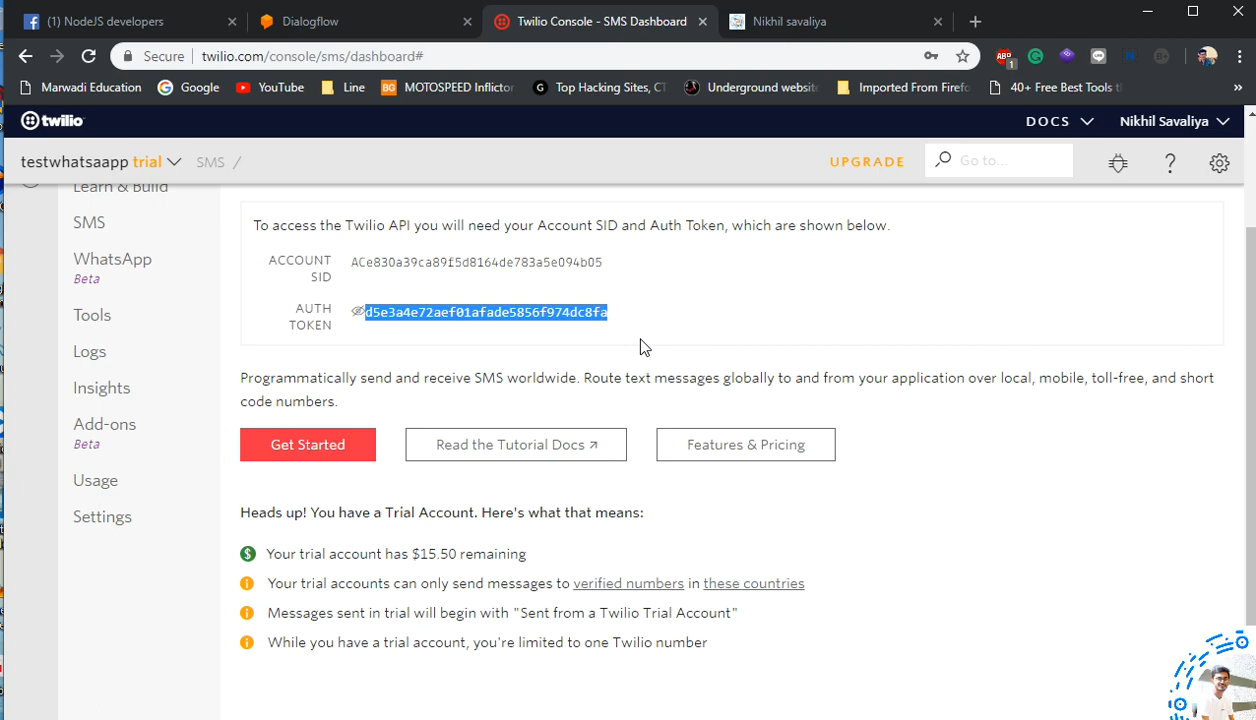 (1) NodeJS developers
Dialogflow
Twilio Console - SMS Dashboard
Nikhil savaliya
Secure
twilio.com/console/sms/dashboard#
ABP
1
Marwadi Education
Google
YouTube
Line
BG MOTOSPEED Inflictor
G Top Hacking Sites, CT
Underground website
Imported From Firefo
40+ Free Best Tools t
»
twilio
DOCS
Nikhil Savaliya
testwhatsaapp trial
SMS /
UPGRADE
Go to...
?
Learn & Build
SMS
WhatsApp
Beta
Tools
Logs
Insights
Add-ons
Beta
Usage
Settings
To access the Twilio API you will need your Account SID and Auth Token, which are shown below.
ACCOUNT SID
ACe830a39ca89f5d8164de783a5e094b05
AUTH TOKEN
d5e3a4e72aef01afade5856f974dc8fa
Programmatically send and receive SMS worldwide. Route text messages globally to and from your application over local, mobile, toll-free, and short
code numbers.
Get Started
Read the Tutorial Docs ↗
Features & Pricing
Heads up! You have a Trial Account. Here's what that means:
$ Your trial account has $15.50 remaining
i Your trial accounts can only send messages to verified numbers in these countries
i Messages sent in trial will begin with "Sent from a Twilio Trial Account"
i While you have a trial account, you're limited to one Twilio number